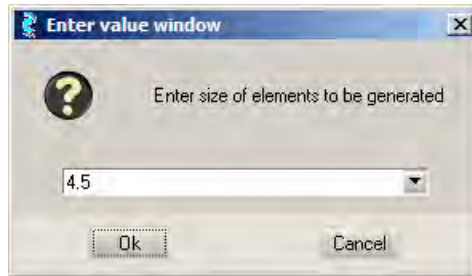 Enter value window
Enter size of elements to be generated
4.5
Ok
Cancel